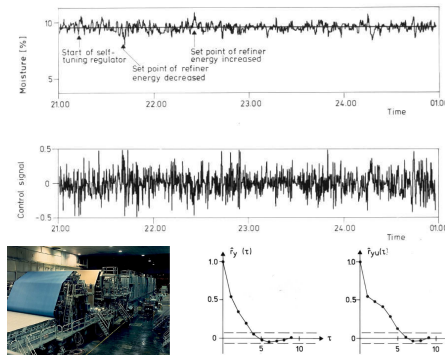 Moisture [%]
10
5
Start of self-
tuning regulator
Set point of refiner
energy decreased
Set point of refiner
energy increased
21.00
22.00
23.00
24.00
01.00
Time
Control signal
0.5
0
-0.5
21.00
22.00
23.00
24.00
01.00
Time
r̂y (τ)
1.0
0.5
0.0
5
10
τ
r̂yu(τ)
1.0
0.5
0.0
5
10
τ